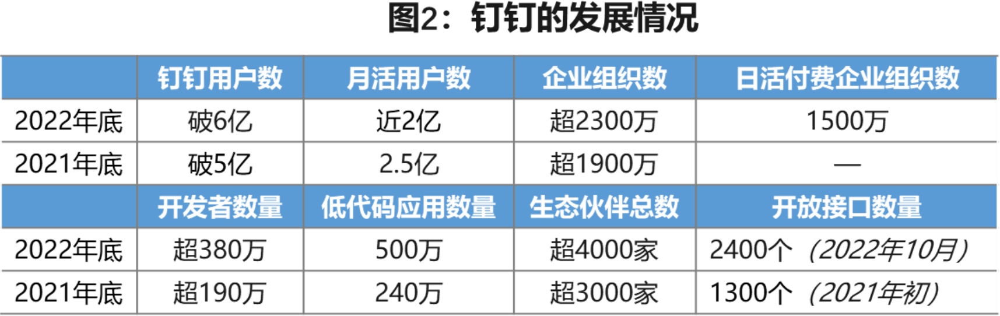 图2：钉钉的发展情况
钉钉用户数 月活用户数 企业组织数 日活付费企业组织数
2022年底 破6亿 近2亿 超2300万 1500万
2021年底 破5亿 2.5亿 超1900万 —
开发者数量 低代码应用数量 生态伙伴总数 开放接口数量
2022年底 超380万 500万 超4000家 2400个（2022年10月）
2021年底 超190万 240万 超3000家 1300个（2021年初）